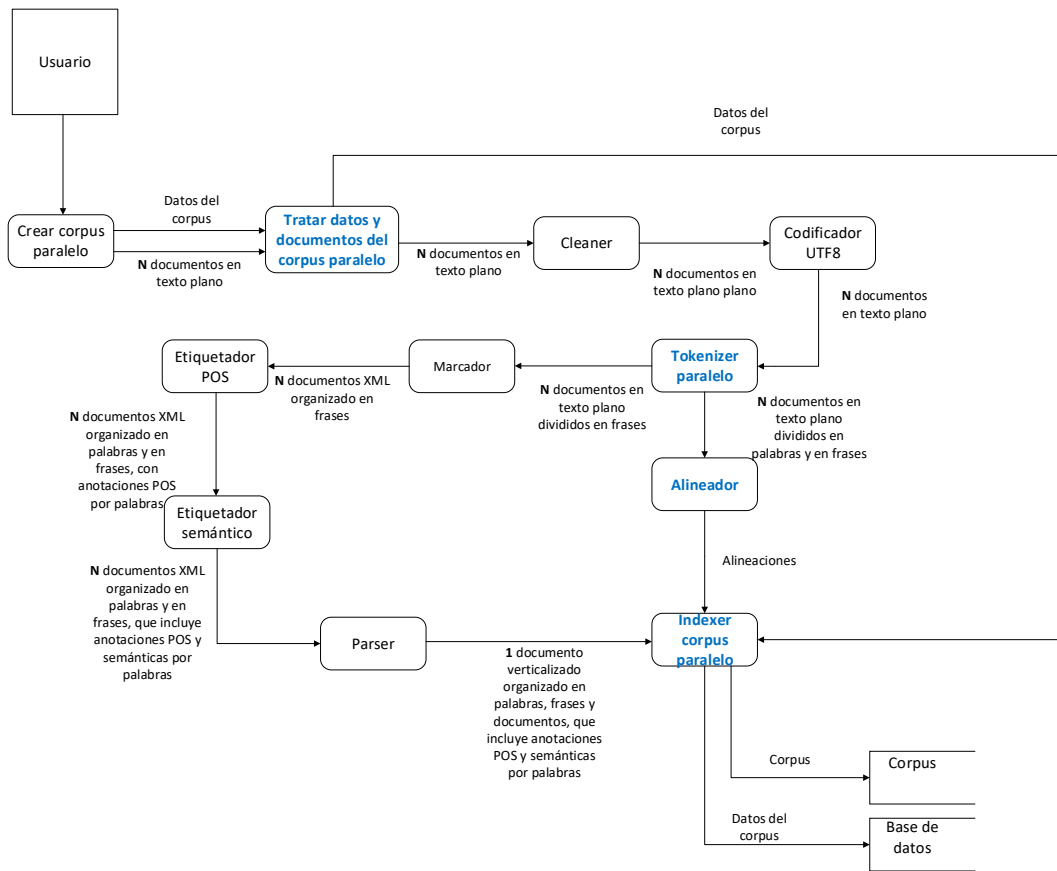 Usuario
Datos del
corpus
Datos del
corpus
Crear corpus
paralelo
N documentos en
texto plano
Tratar datos y
documentos del
corpus paralelo
N documentos en
texto plano
Cleaner
N documentos en
texto plano plano
Codificador
UTF8
N documentos
en texto plano
Etiquetador
POS
N documentos XML
organizado en
frases
Marcador
N documentos en
texto plano
divididos en frases
Tokenizer
paralelo
N documentos en
texto plano
divididos en
palabras y en frases
N documentos XML
organizado en
palabras y en
frases, con
anotaciones POS
por palabras
Alineador
Etiquetador
semántico
Alineaciones
N documentos XML
organizado en
palabras y en
frases, que incluye
anotaciones POS y
semánticas por
palabras
Parser
1 documento
verticalizado
organizado en
palabras, frases y
documentos, que
incluye anotaciones
POS y semánticas
por palabras
Indexer
corpus
paralelo
Corpus
Corpus
Datos del
corpus
Base de
datos